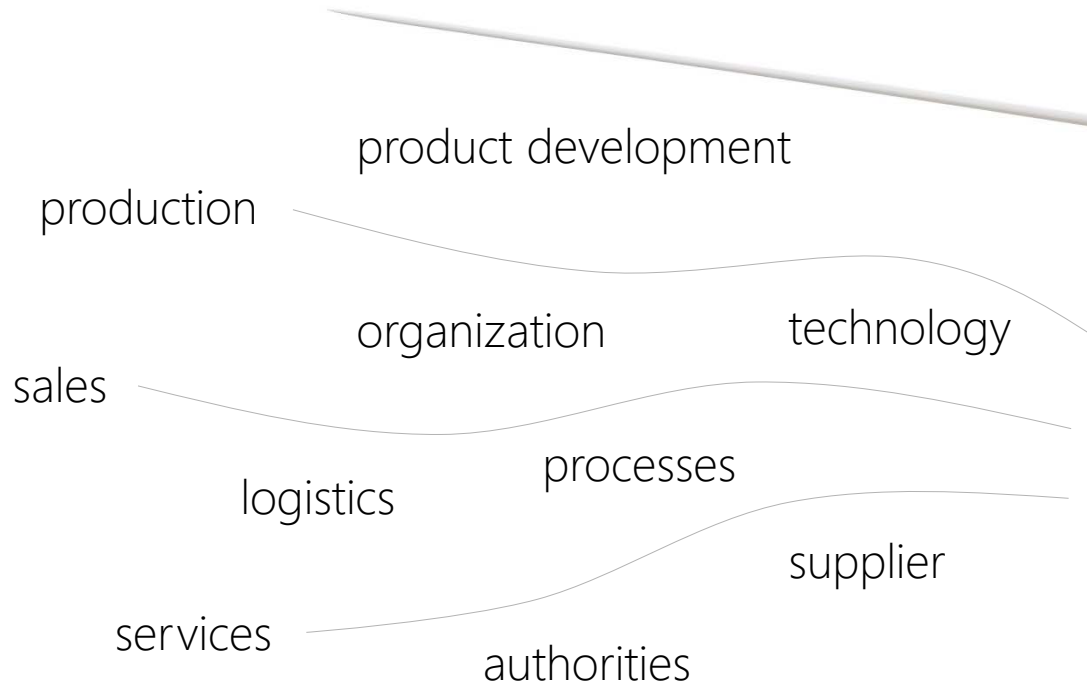 product development
production
organization
technology
sales
processes
logistics
supplier
services
authorities